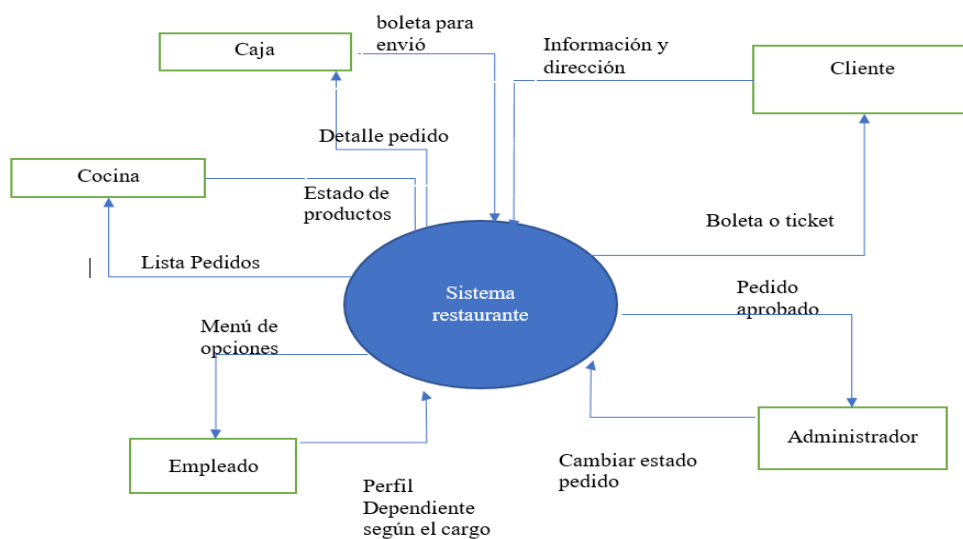 boleta para
envió
Caja
Información y
dirección
Cliente
Detalle pedido
Cocina
Estado de
productos
Boleta o ticket
Lista Pedidos
Sistema
restaurante
Pedido
aprobado
Menú de
opciones
Empleado
Administrador
Cambiar estado
pedido
Perfil
Dependiente
según el cargo